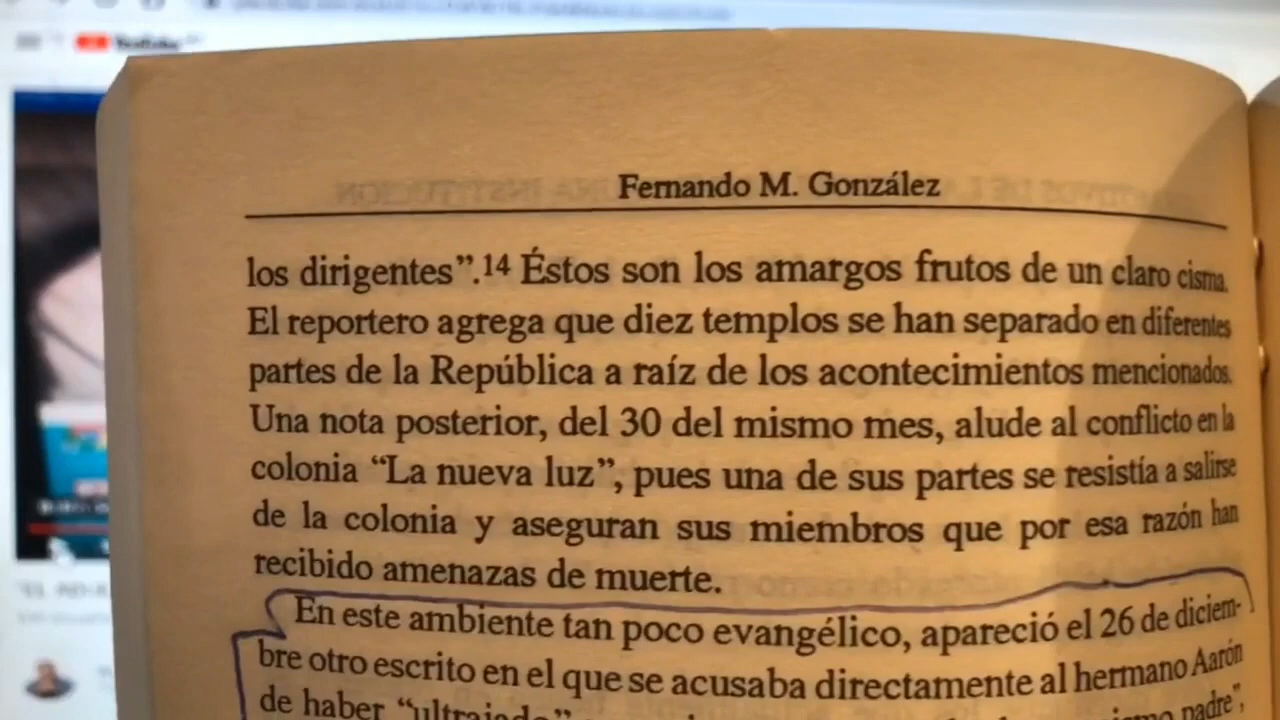 YouTube
Fernando M. González
los dirigentes”.14 Éstos son los amargos frutos de un claro cisma.
El reportero agrega que diez templos se han separado en diferentes
partes de la República a raíz de los acontecimientos mencionados.
Una nota posterior, del 30 del mismo mes, alude al conflicto en la
colonia “La nueva luz”, pues una de sus partes se resistía a salirse
de la colonia y aseguran sus miembros que por esa razón han
recibido amenazas de muerte.
En este ambiente tan poco evangélico, apareció el 26 de diciem-
bre otro escrito en el que se acusaba directamente al hermano Aarón
de haber “ultrajado” padre”,